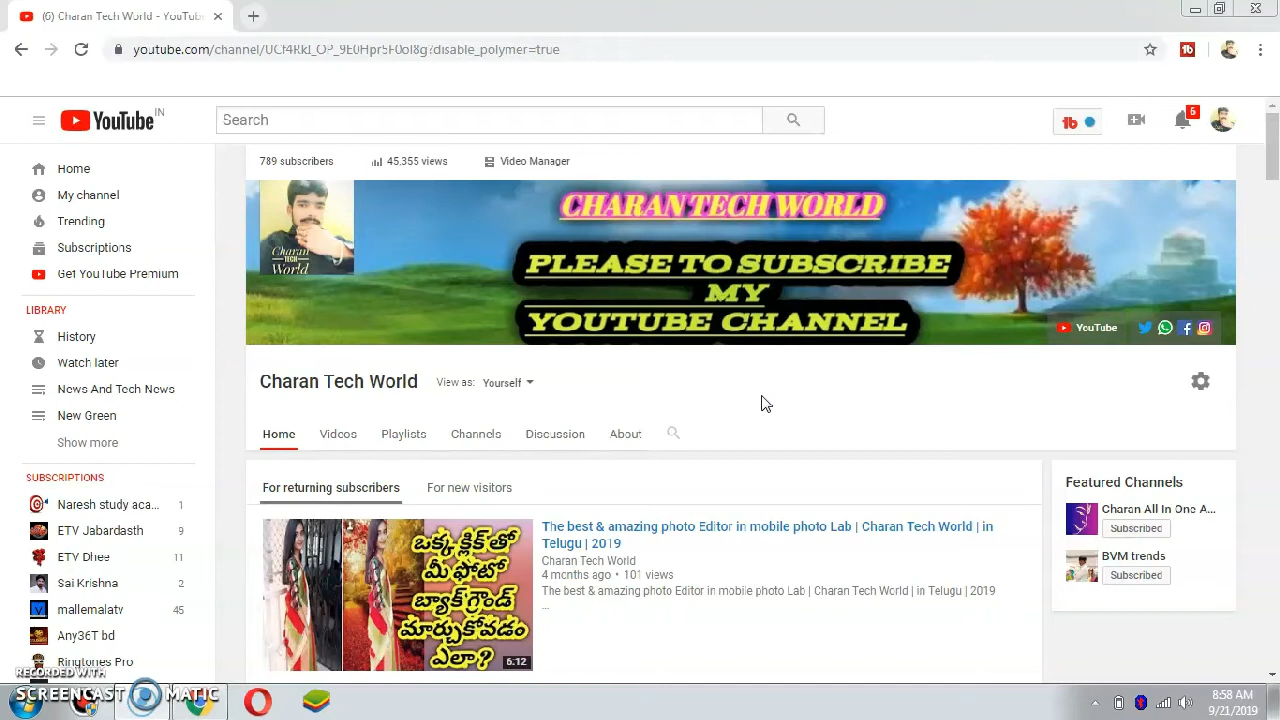 (6) Charan Tech World - YouTube
youtube.com/channel/UCf4RkI_OP_9E0Hpr5F0oI8g?disable_polymer=true
YouTube IN
Search
6
789 subscribers
45,355 views
Video Manager
Home
My channel
Trending
Subscriptions
Get YouTube Premium
LIBRARY
History
Watch later
News And Tech News
New Green
Show more
SUBSCRIPTIONS
Naresh study aca... 1
ETV Jabardasth 9
ETV Dhee 11
Sai Krishna 2
mallemalatv 45
Any36T bd
Ringtones Pro
Charan
TECH
World
CHARAN TECH WORLD
PLEASE TO SUBSCRIBE
MY
YOUTUBE CHANNEL
YouTube
Charan Tech World
View as: Yourself
Home
Videos
Playlists
Channels
Discussion
About
For returning subscribers
For new visitors
ఒక్క క్లిక్ తో
మీ ఫోటో
బ్యాక్ గ్రౌండ్
మార్చుకోవడం
ఎలా?
6:12
The best & amazing photo Editor in mobile photo Lab | Charan Tech World | in
Telugu | 2019
Charan Tech World
4 months ago • 101 views
The best & amazing photo Editor in mobile photo Lab | Charan Tech World | in Telugu | 2019
...
Featured Channels
Charan All In One A...
Subscribed
BVM trends
Subscribed
RECORDED WITH
SCREENCAST MATIC
8:58 AM
9/21/2019